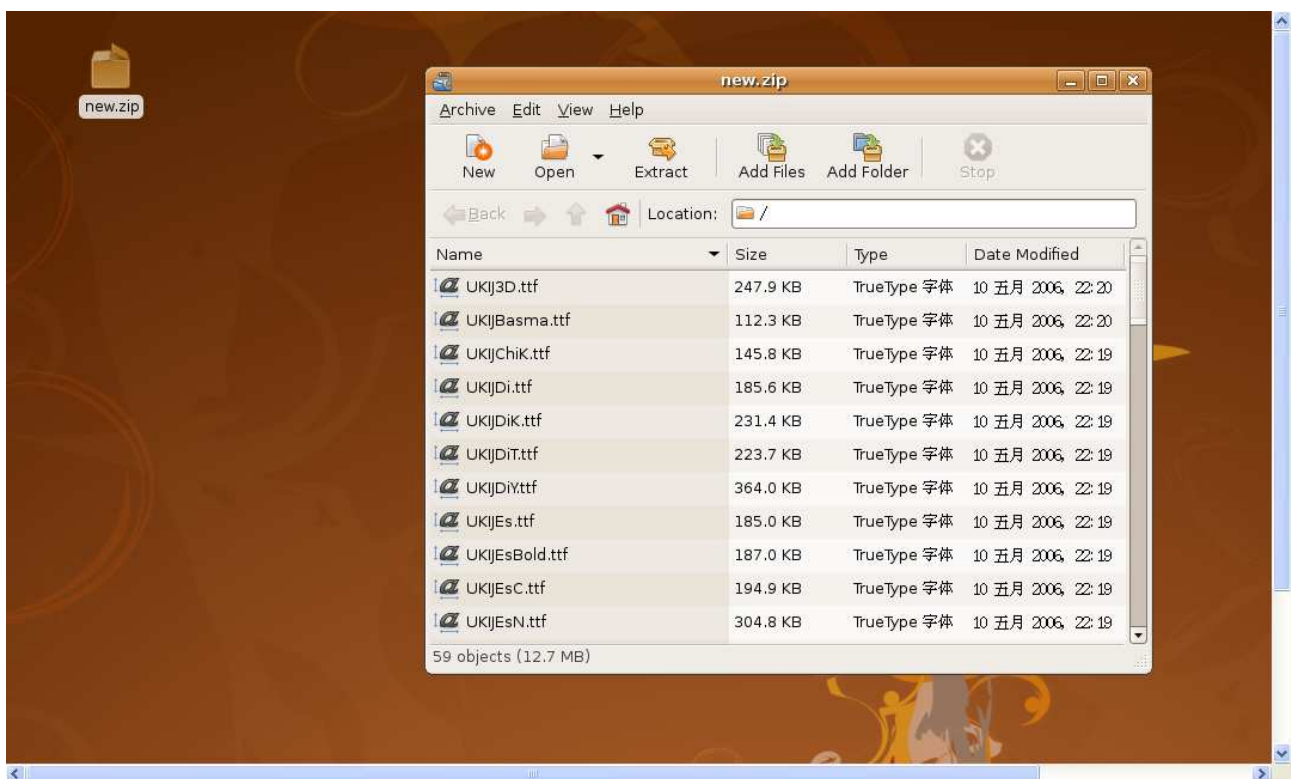 new.zip
new.zip
Archive Edit View Help
New Open Extract Add Files Add Folder Stop
Back Location: /
Name Size Type Date Modified
UKIJ3D.ttf 247.9 KB TrueType 字体 10 五月 2006, 22:20
UKIJBasma.ttf 112.3 KB TrueType 字体 10 五月 2006, 22:20
UKIJChiK.ttf 145.8 KB TrueType 字体 10 五月 2006, 22:19
UKIJDi.ttf 185.6 KB TrueType 字体 10 五月 2006, 22:19
UKIJDiK.ttf 231.4 KB TrueType 字体 10 五月 2006, 22:19
UKIJDiT.ttf 223.7 KB TrueType 字体 10 五月 2006, 22:19
UKIJDiY.ttf 364.0 KB TrueType 字体 10 五月 2006, 22:19
UKIJEs.ttf 185.0 KB TrueType 字体 10 五月 2006, 22:19
UKIJEsBold.ttf 187.0 KB TrueType 字体 10 五月 2006, 22:19
UKIJEsC.ttf 194.9 KB TrueType 字体 10 五月 2006, 22:19
UKIJEsN.ttf 304.8 KB TrueType 字体 10 五月 2006, 22:19
59 objects (12.7 MB)